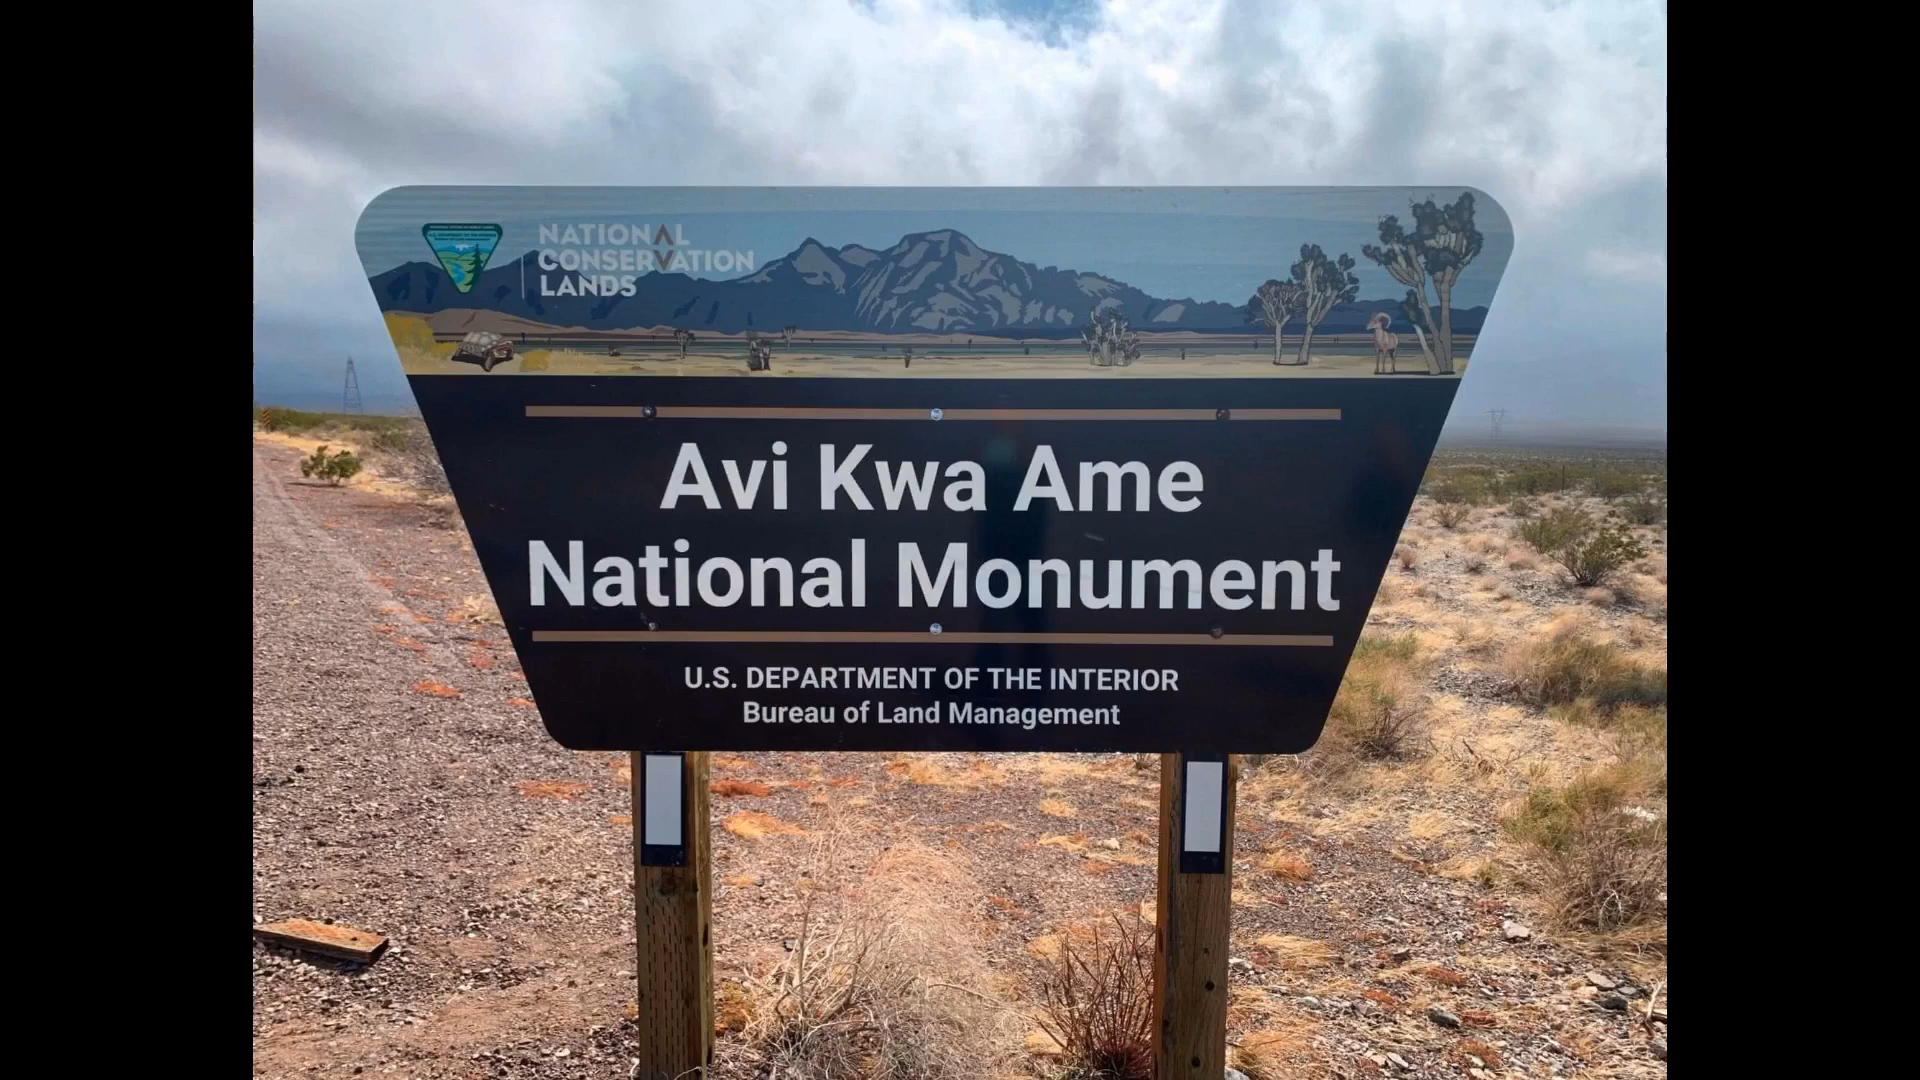 NATIONAL
CONSERVATION
LANDS
Avi Kwa Ame
National Monument
U.S. DEPARTMENT OF THE INTERIOR
Bureau of Land Management